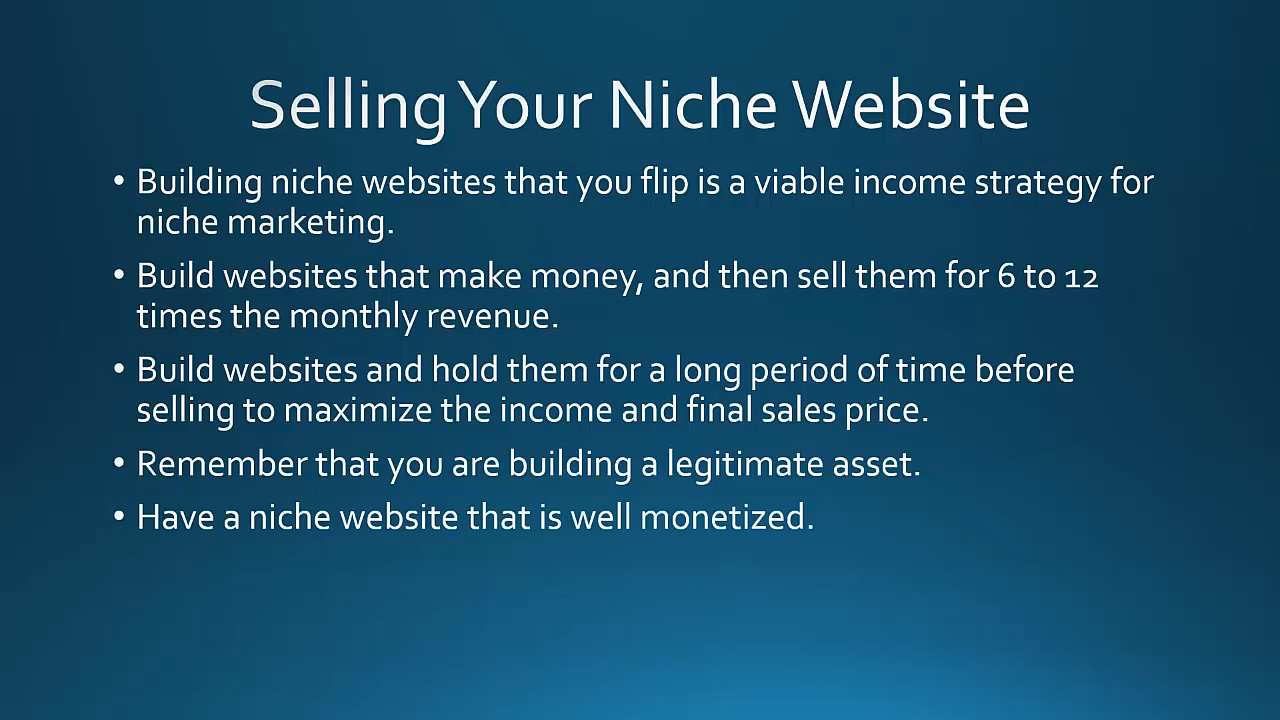 Selling Your Niche Website
• Building niche websites that you flip is a viable income strategy for
niche marketing.
• Build websites that make money, and then sell them for 6 to 12
times the monthly revenue.
• Build websites and hold them for a long period of time before
selling to maximize the income and final sales price.
• Remember that you are building a legitimate asset.
• Have a niche website that is well monetized.